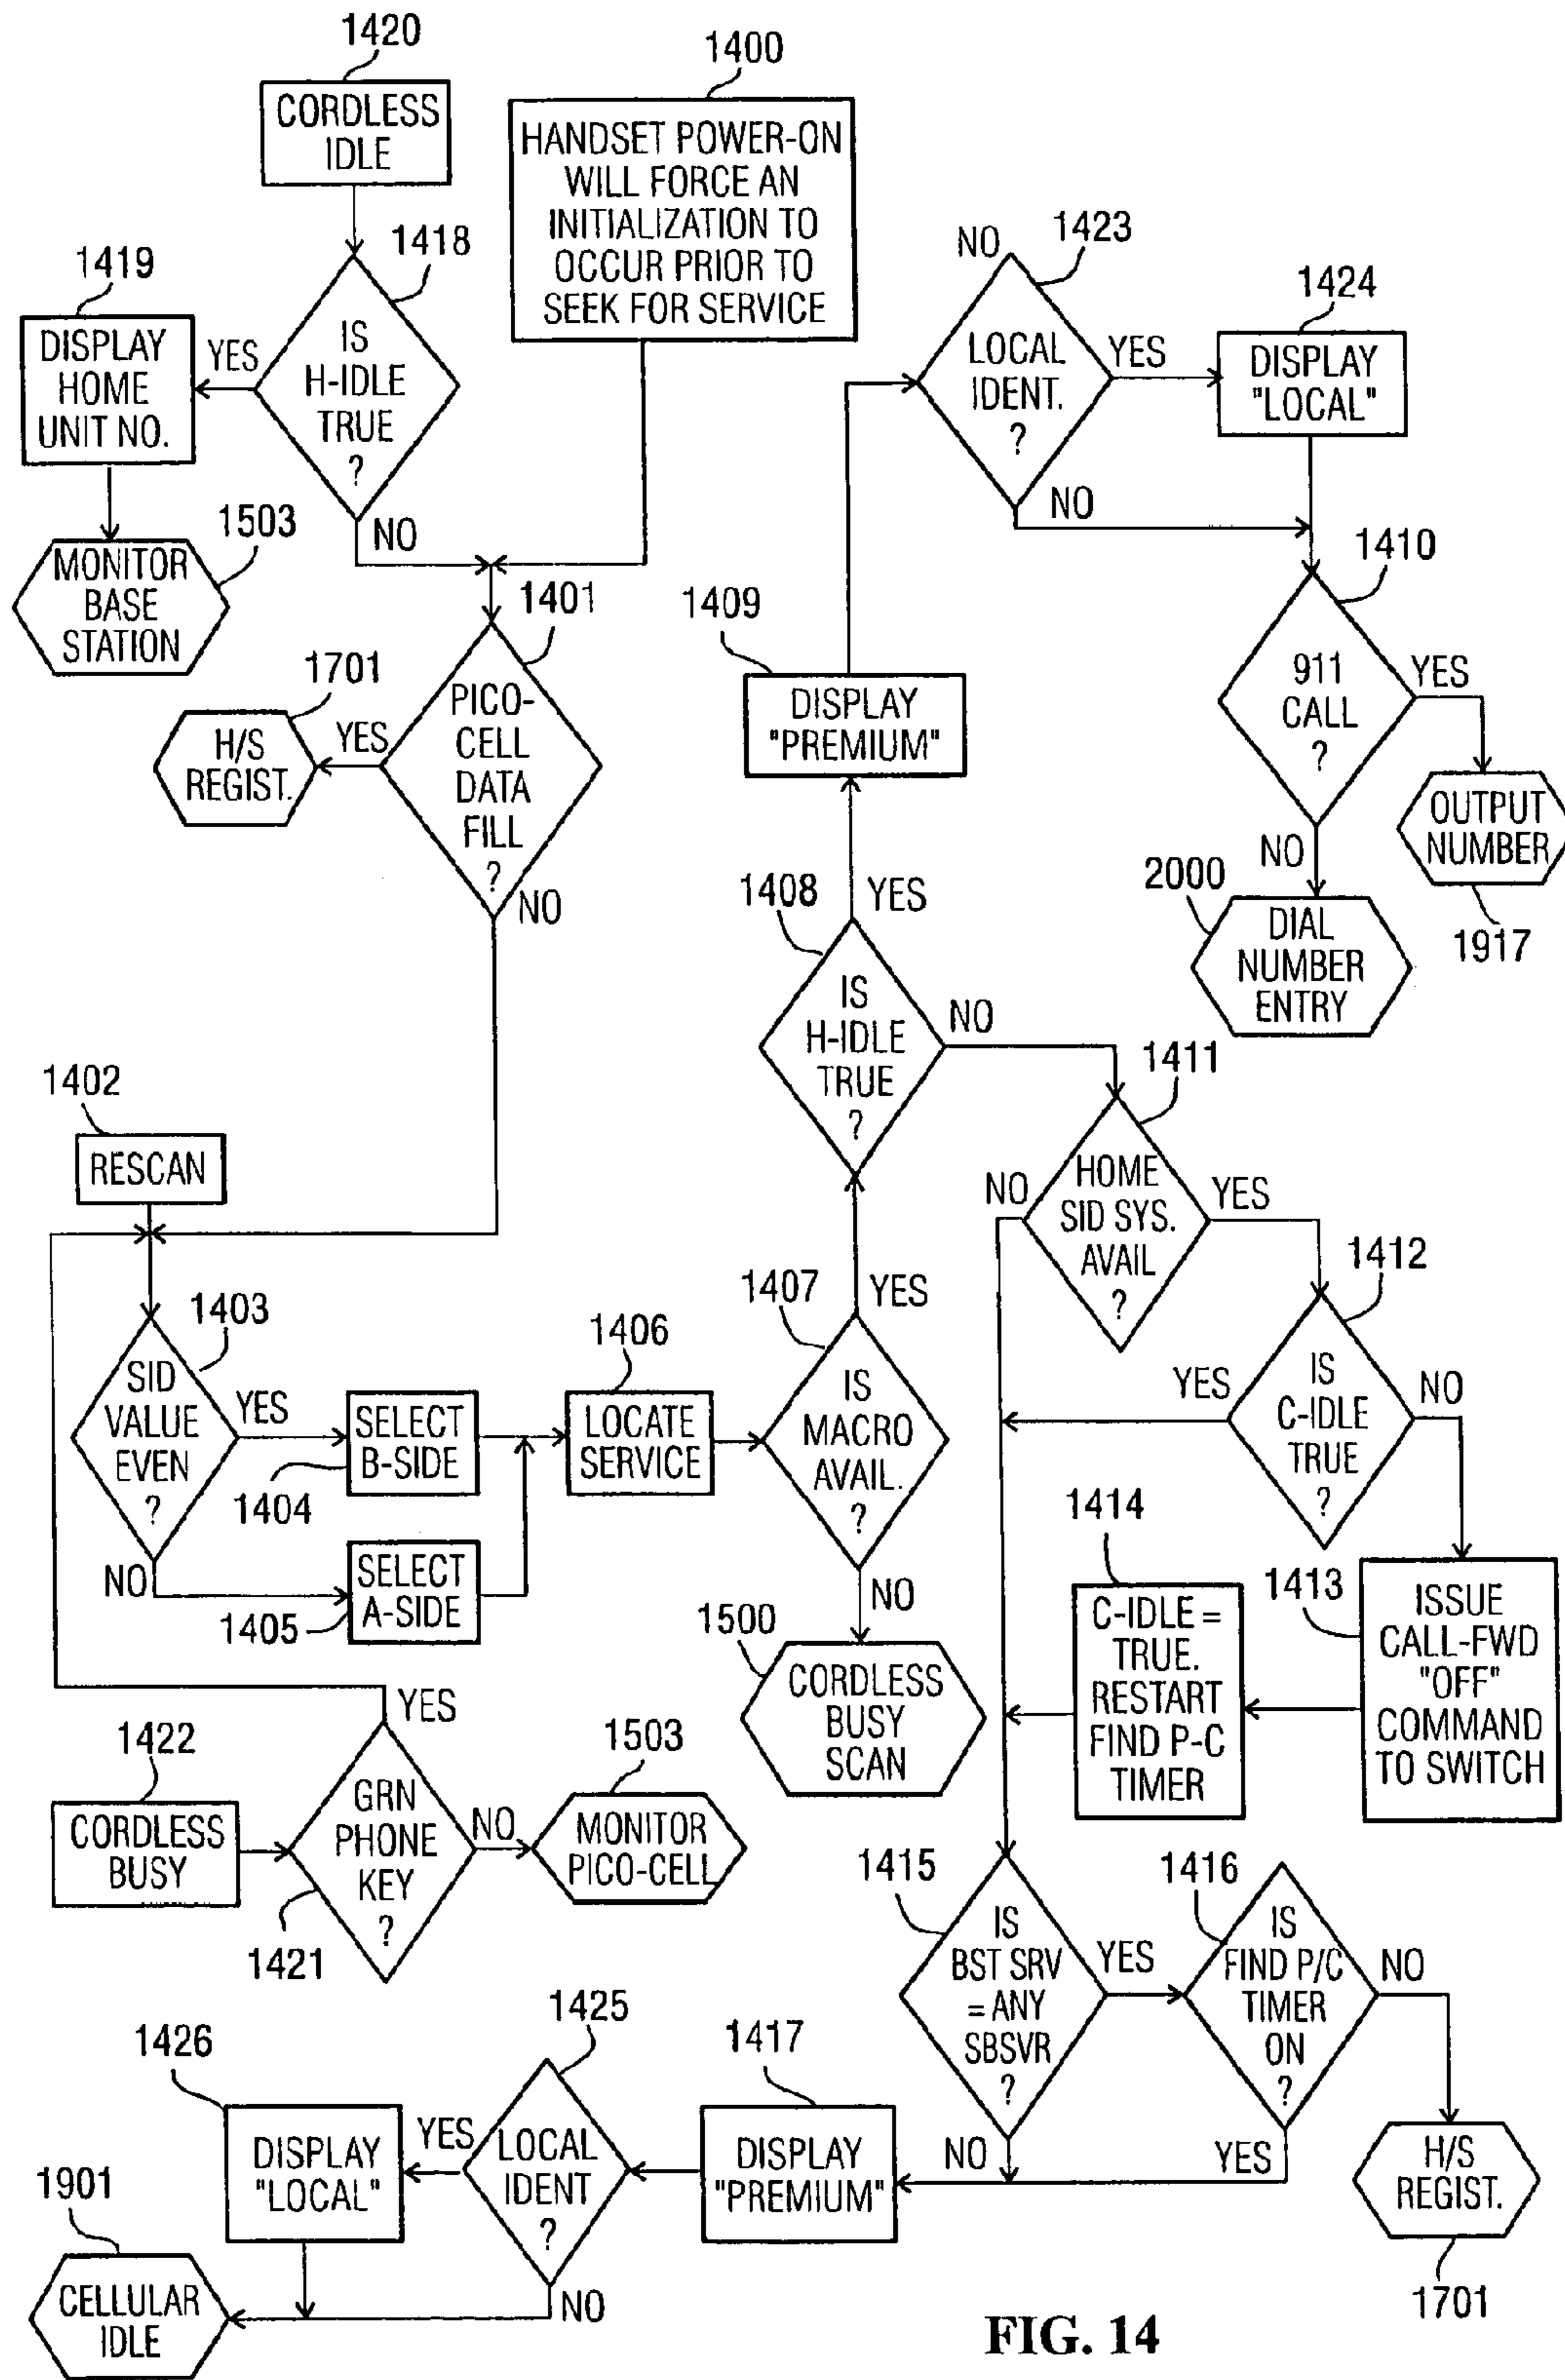 1420
CORDLESS
IDLE
1400
HANDSET POWER-ON
WILL FORCE AN
INITIALIZATION TO
OCCUR PRIOR TO
SEEK FOR SERVICE
1418
IS
H-IDLE
TRUE
?
YES
NO
1419
DISPLAY
HOME
UNIT NO.
1503
MONITOR
BASE
STATION
1401
PICO-
CELL
DATA
FILL
?
YES
NO
1701
H/S
REGIST.
NO
1423
LOCAL
IDENT.
?
YES
NO
1424
DISPLAY
"LOCAL"
1410
911
CALL
?
YES
NO
OUTPUT
NUMBER
1917
2000
DIAL
NUMBER
ENTRY
1409
DISPLAY
"PREMIUM"
1408
YES
IS
H-IDLE
TRUE
?
NO
1411
HOME
SID SYS.
AVAIL
?
NO
YES
1412
IS
C-IDLE
TRUE
?
YES
NO
1402
RESCAN
1403
SID
VALUE
EVEN
?
YES
NO
SELECT
B-SIDE
1404
SELECT
A-SIDE
1405
1406
LOCATE
SERVICE
1407
YES
IS
MACRO
AVAIL.
?
NO
1500
CORDLESS
BUSY
SCAN
1413
ISSUE
CALL-FWD
"OFF"
COMMAND
TO SWITCH
1414
C-IDLE =
TRUE.
RESTART
FIND P-C
TIMER
1422
CORDLESS
BUSY
YES
GRN
PHONE
KEY
?
1421
NO
1503
MONITOR
PICO-CELL
1415
IS
BST SRV
= ANY
SBSVR
?
YES
NO
1416
IS
FIND P/C
TIMER
ON
?
NO
YES
H/S
REGIST.
1701
1417
DISPLAY
"PREMIUM"
1425
LOCAL
IDENT
?
YES
NO
1426
DISPLAY
"LOCAL"
1901
CELLULAR
IDLE
FIG. 14